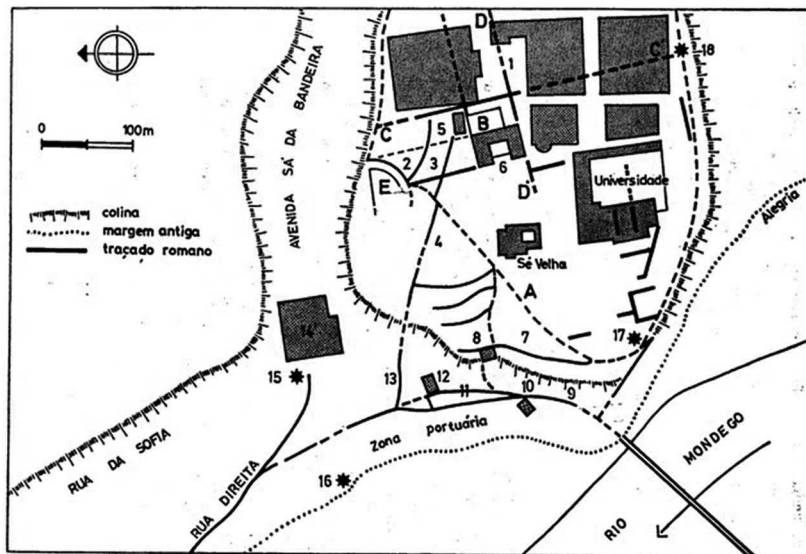 D
1
C
18
0
100m
AVENIDA SÁ DA BANDEIRA
5
B
C
2
3
6
E
D
Universidade
colina
margem antiga
traçado romano
4
Sé Velha
Alegria
A
14
8
7
17
15
13
12
11
10
9
Zona portuária
RUA DA SOFIA
RUA DIREITA
16
RIO
MONDEGO